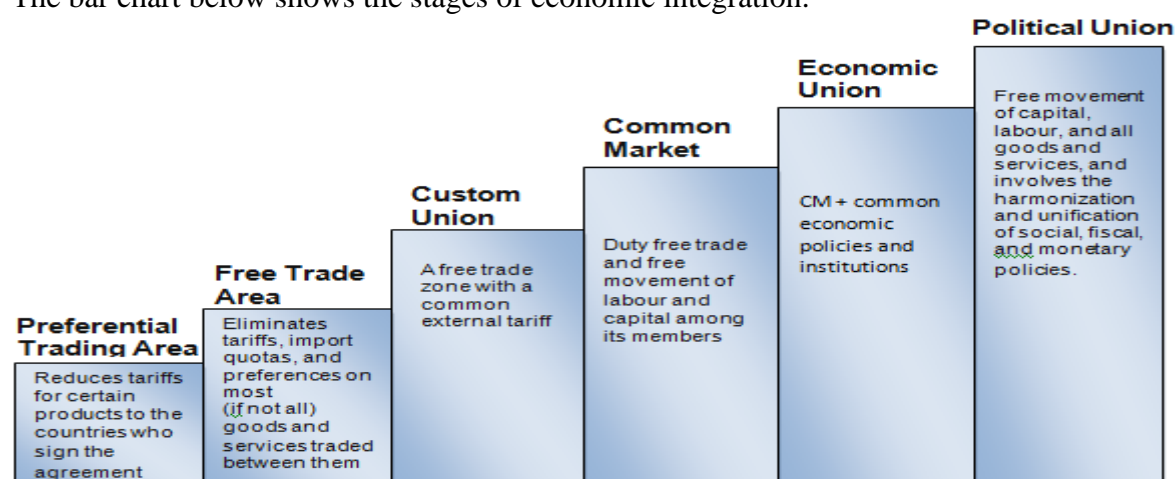 The bar chart below shows the stages of economic integration.
Political Union
Economic
Union
Common
Market
Custom
Union
Free Trade
Area
Preferential
Trading Area
Reduces tariffs
for certain
products to the
countries who
sign the
agreement
Eliminates
tariffs, import
quotas, and
preferences on
most
(if not all)
goods and
services traded
between them
A free trade
zone with a
common
external tariff
Duty free trade
and free
movement of
labour and
capital among
its members
CM + common
economic
policies and
institutions
Free movement
of capital,
labour, and all
goods and
services, and
involves the
harmonization
and unification
of social, fiscal,
and monetary
policies.